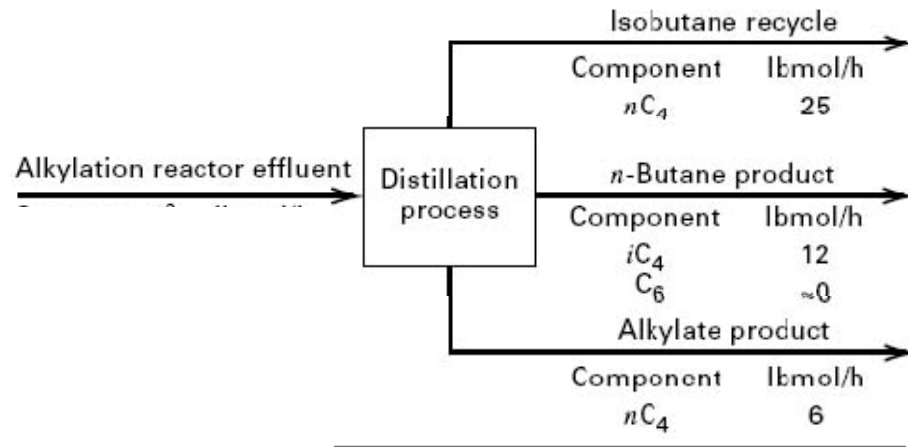 Isobutane recycle
Component lbmol/h
nC4 25
Alkylation reactor effluent
Distillation
process
n-Butane product
Component lbmol/h
iC4 12
C6 ≈0
Alkylate product
Component lbmol/h
nC4 6